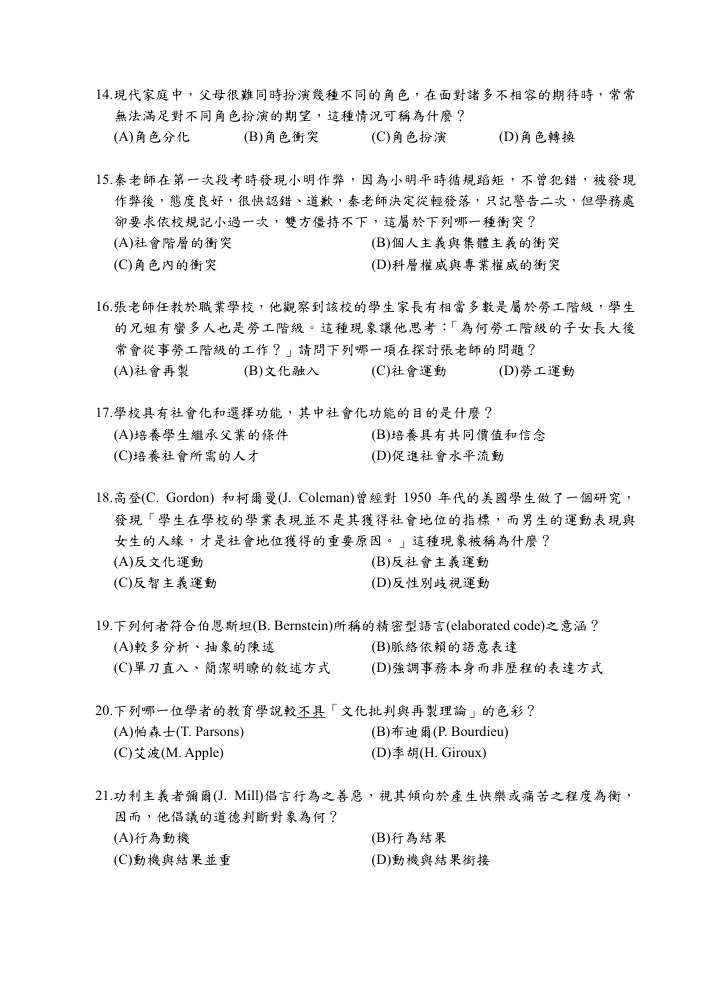 14.現代家庭中，父母很難同時扮演幾種不同的角色，在面對諸多不相容的期待時，常常
無法滿足對不同角色扮演的期望，這種情況可稱為什麼？
(A)角色分化 (B)角色衝突 (C)角色扮演 (D)角色轉換
15.秦老師在第一次段考時發現小明作弊，因為小明平時循規蹈矩，不曾犯錯，被發現
作弊後，態度良好，很快認錯、道歉，秦老師決定從輕發落，只記警告二次，但學務處
卻要求依校規記小過一次，雙方僵持不下，這屬於下列哪一種衝突？
(A)社會階層的衝突 (B)個人主義與集體主義的衝突
(C)角色內的衝突 (D)科層權威與專業權威的衝突
16.張老師任教於職業學校，他觀察到該校的學生家長有相當多數是屬於勞工階級，學生
的兄姐有蠻多人也是勞工階級。這種現象讓他思考：「為何勞工階級的子女長大後
常會從事勞工階級的工作？」請問下列哪一項在探討張老師的問題？
(A)社會再製 (B)文化融入 (C)社會運動 (D)勞工運動
17.學校具有社會化和選擇功能，其中社會化功能的目的是什麼？
(A)培養學生繼承父業的條件 (B)培養具有共同價值和信念
(C)培養社會所需的人才 (D)促進社會水平流動
18.高登(C. Gordon) 和柯爾曼(J. Coleman)曾經對 1950 年代的美國學生做了一個研究，
發現「學生在學校的學業表現並不是其獲得社會地位的指標，而男生的運動表現與
女生的人緣，才是社會地位獲得的重要原因。」這種現象被稱為什麼？
(A)反文化運動 (B)反社會主義運動
(C)反智主義運動 (D)反性別歧視運動
19.下列何者符合伯恩斯坦(B. Bernstein)所稱的精密型語言(elaborated code)之意涵？
(A)較多分析、抽象的陳述 (B)脈絡依賴的語意表達
(C)單刀直入、簡潔明瞭的敘述方式 (D)強調事務本身而非歷程的表達方式
20.下列哪一位學者的教育學說較不具「文化批判與再製理論」的色彩？
(A)帕森士(T. Parsons) (B)布迪爾(P. Bourdieu)
(C)艾波(M. Apple) (D)季胡(H. Giroux)
21.功利主義者彌爾(J. Mill)倡言行為之善惡，視其傾向於產生快樂或痛苦之程度為衡，
因而，他倡議的道德判斷對象為何？
(A)行為動機 (B)行為結果
(C)動機與結果並重 (D)動機與結果銜接